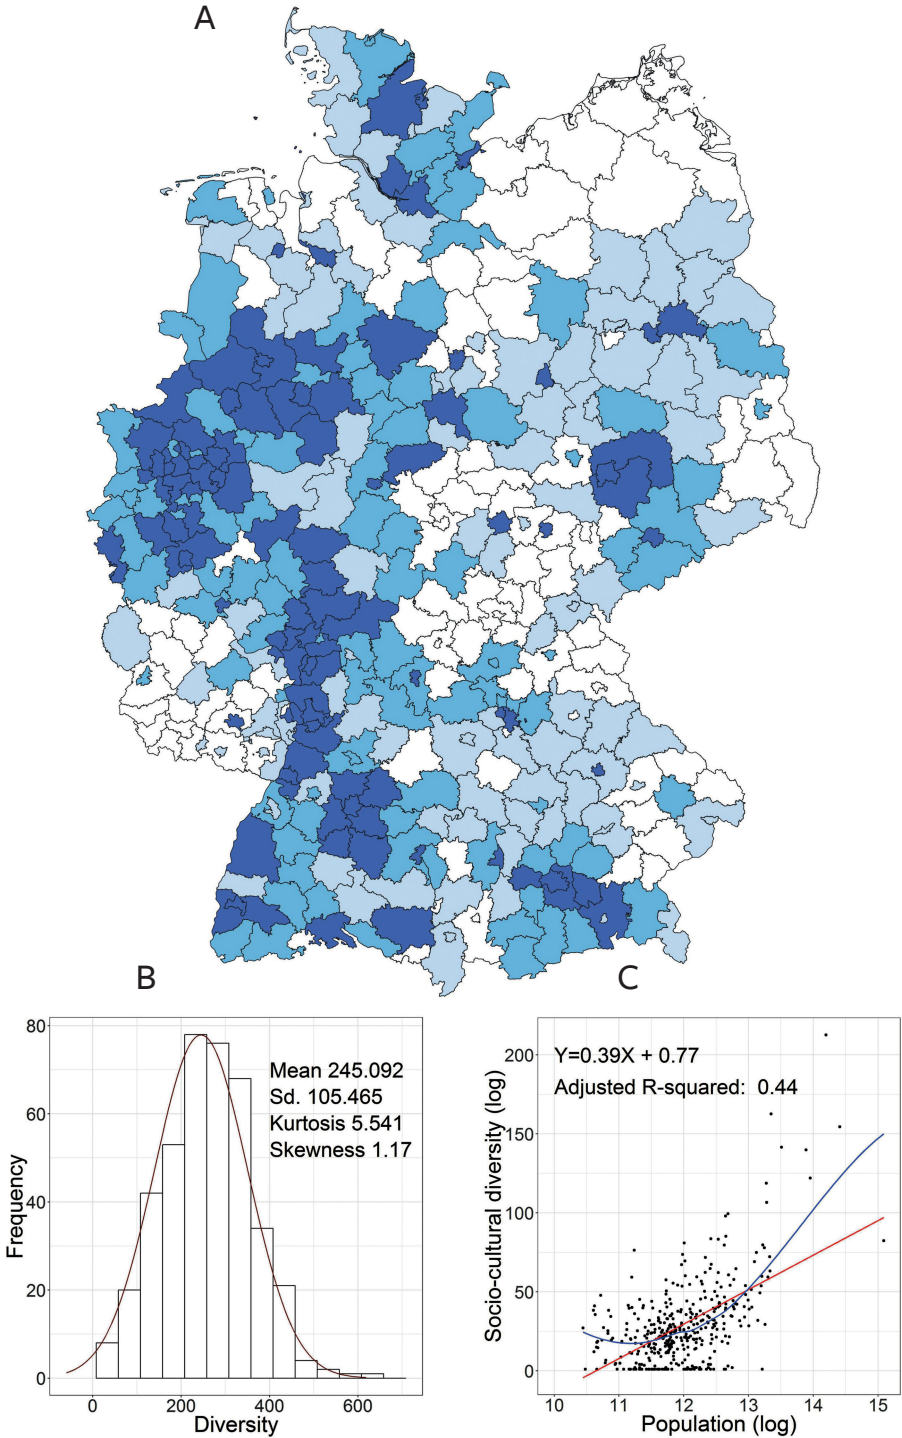 A
B
C
80
60
40
20
0
Frequency
Mean 245.092
Sd. 105.465
Kurtosis 5.541
Skewness 1.17
0
200
400
600
Diversity
200
150
100
50
0
Socio-cultural diversity (log)
Y=0.39X + 0.77
Adjusted R-squared: 0.44
10
11
12
13
14
15
Population (log)